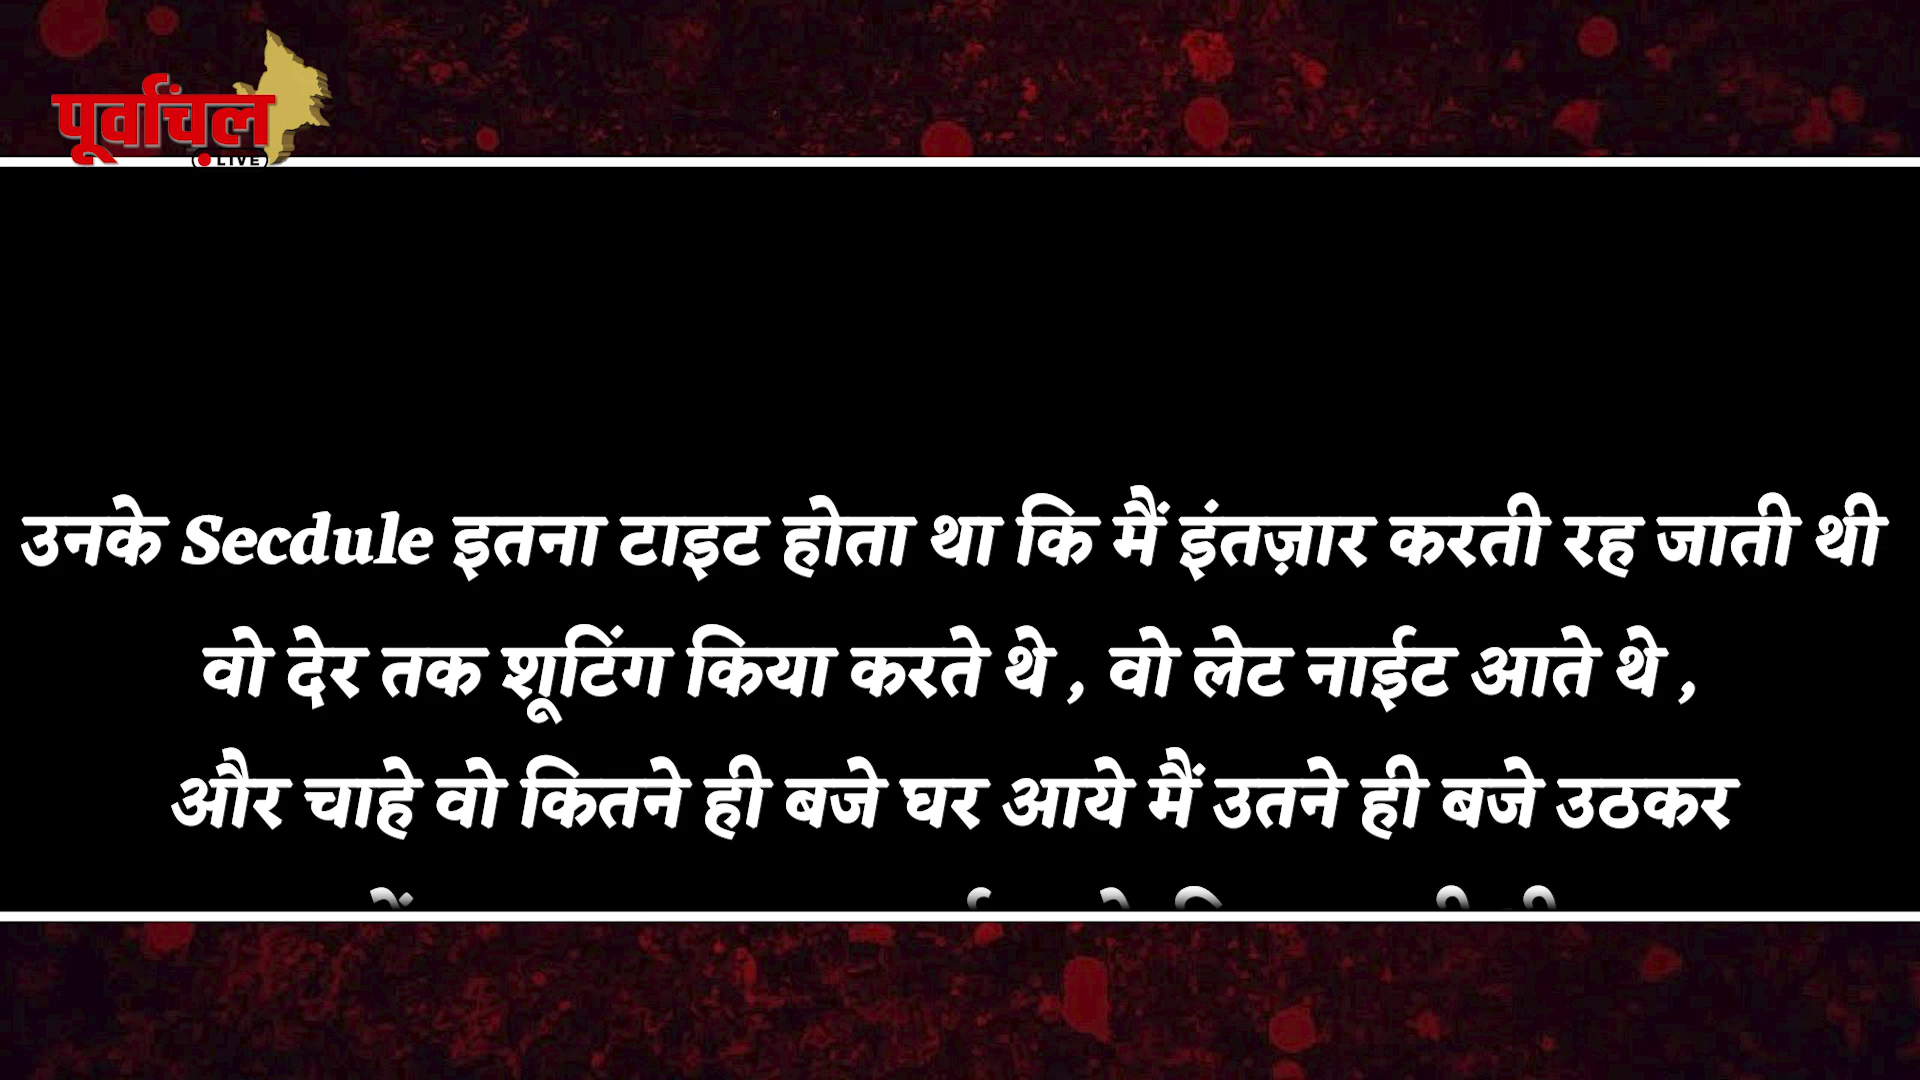 पूर्वांचल
LIVE
उनके Secdule इतना टाइट होता था कि मैं इंतज़ार करती रह जाती थी
वो देर तक शूटिंग किया करते थे , वो लेट नाईट आते थे ,
और चाहे वो कितने ही बजे घर आये मैं उतने ही बजे उठकर